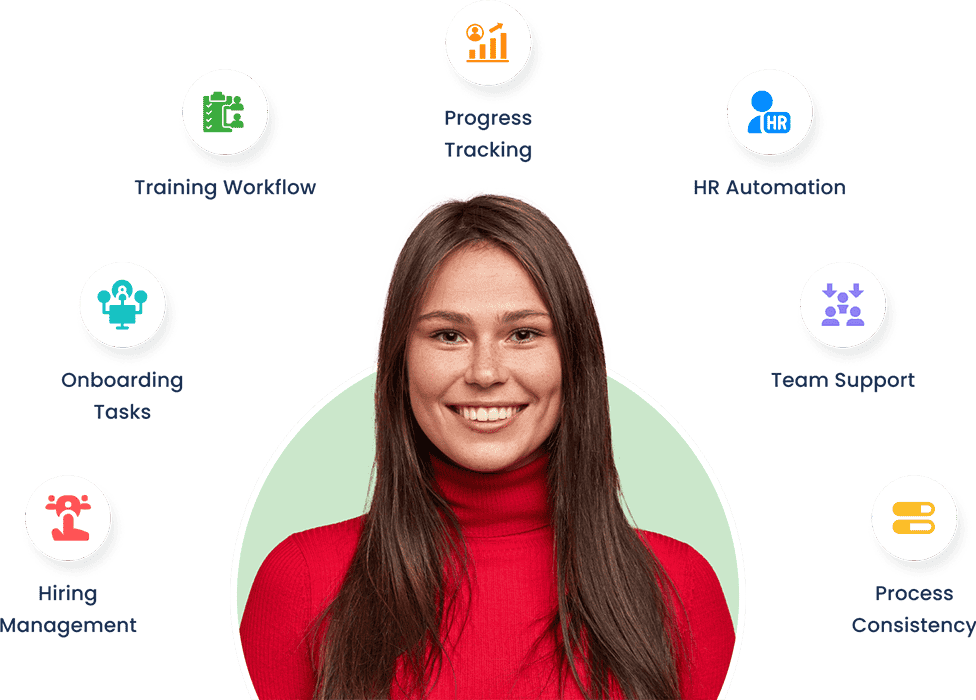 Progress
Tracking
Training Workflow
HR
HR Automation
Onboarding
Tasks
Team Support
Hiring
Management
Process
Consistency